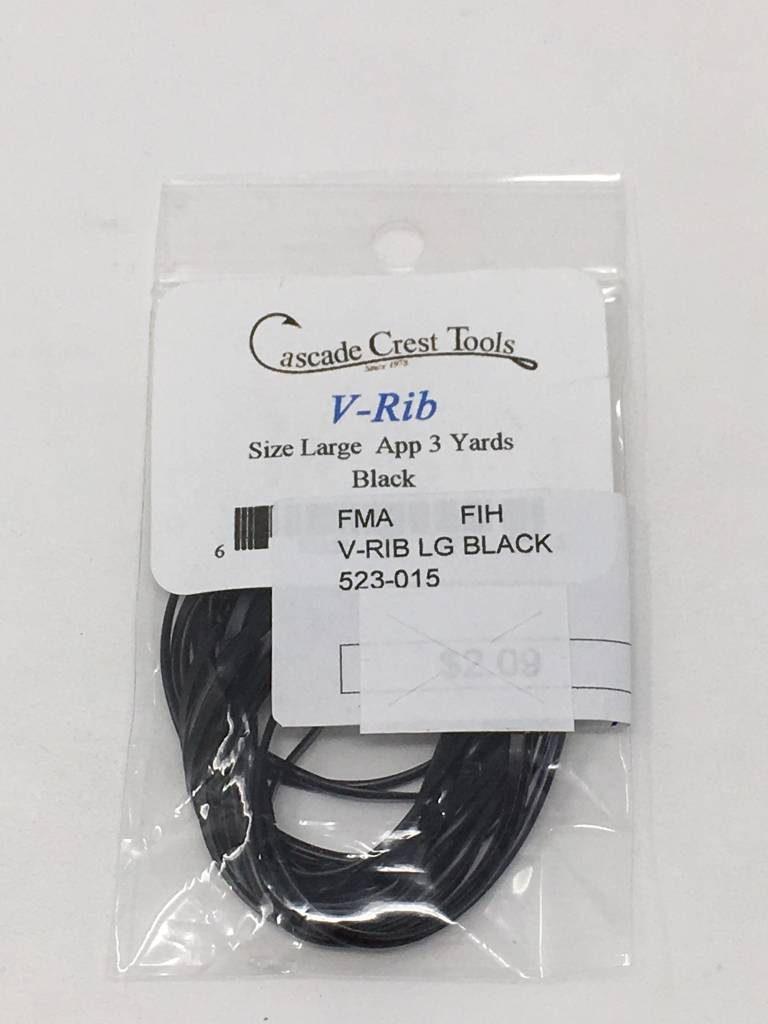 Cascade Crest Tools
Since 1978
V-Rib
Size Large App 3 Yards
Black
6
FMA FIH
V-RIB LG BLACK
523-015
$2.09